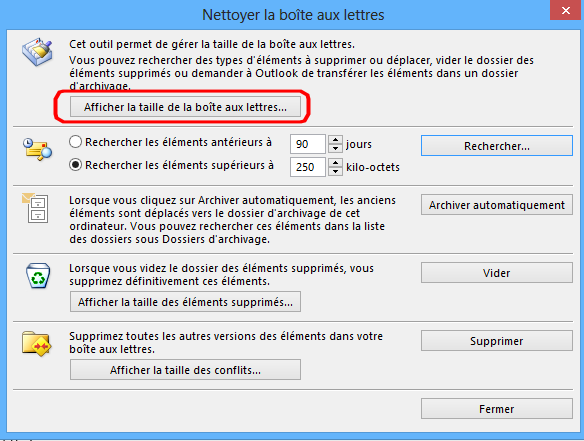 Nettoyer la boîte aux lettres
Cet outil permet de gérer la taille de la boîte aux lettres.
Vous pouvez rechercher des types d'éléments à supprimer ou déplacer, vider le dossier des
éléments supprimés ou demander à Outlook de transférer les éléments dans un dossier
d'archivage.
Afficher la taille de la boîte aux lettres...
Rechercher les éléments antérieurs à 90 jours
Rechercher...
Rechercher les éléments supérieurs à 250 kilo-octets
Lorsque vous cliquez sur Archiver automatiquement, les anciens
éléments sont déplacés vers le dossier d'archivage de cet
ordinateur. Vous pouvez rechercher ces éléments dans la liste
des dossiers sous Dossiers d'archivage.
Archiver automatiquement
Lorsque vous videz le dossier des éléments supprimés, vous
supprimez définitivement ces éléments.
Vider
Afficher la taille des éléments supprimés...
Supprimez toutes les autres versions des éléments dans votre
boîte aux lettres.
Supprimer
Afficher la taille des conflits...
Fermer